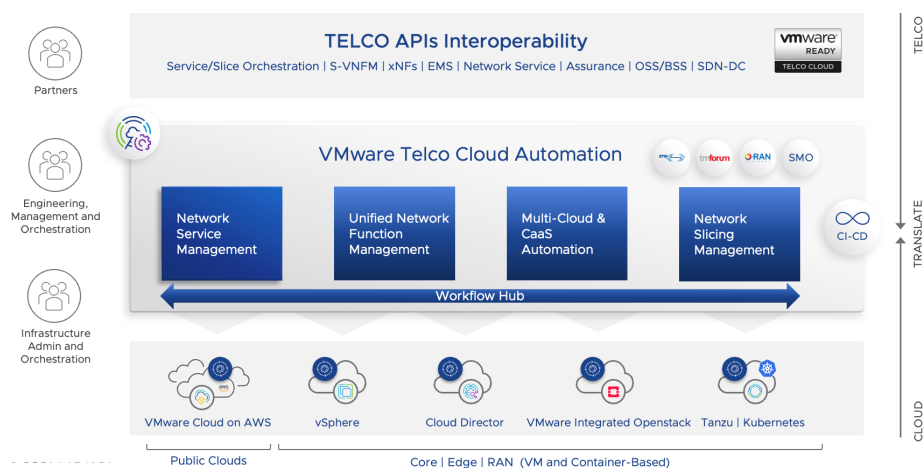 TELCO APIs Interoperability
Service/Slice Orchestration | S-VNFM | xNFs | EMS | Network Service | Assurance | OSS/BSS | SDN-DC
vmware
READY
TELCO CLOUD
Partners
TELCO
VMware Telco Cloud Automation
tmforum
O-RAN
SMO
Engineering,
Management and
Orchestration
Network
Service
Management
Unified Network
Function
Management
Multi-Cloud &
CaaS
Automation
Network
Slicing
Management
CI-CD
TRANSLATE
Workflow Hub
Infrastructure
Admin and
Orchestration
aws
VMware Cloud on AWS
vSphere
Cloud Director
VMware Integrated Openstack
Tanzu | Kubernetes
CLOUD
Public Clouds
Core | Edge | RAN (VM and Container-Based)